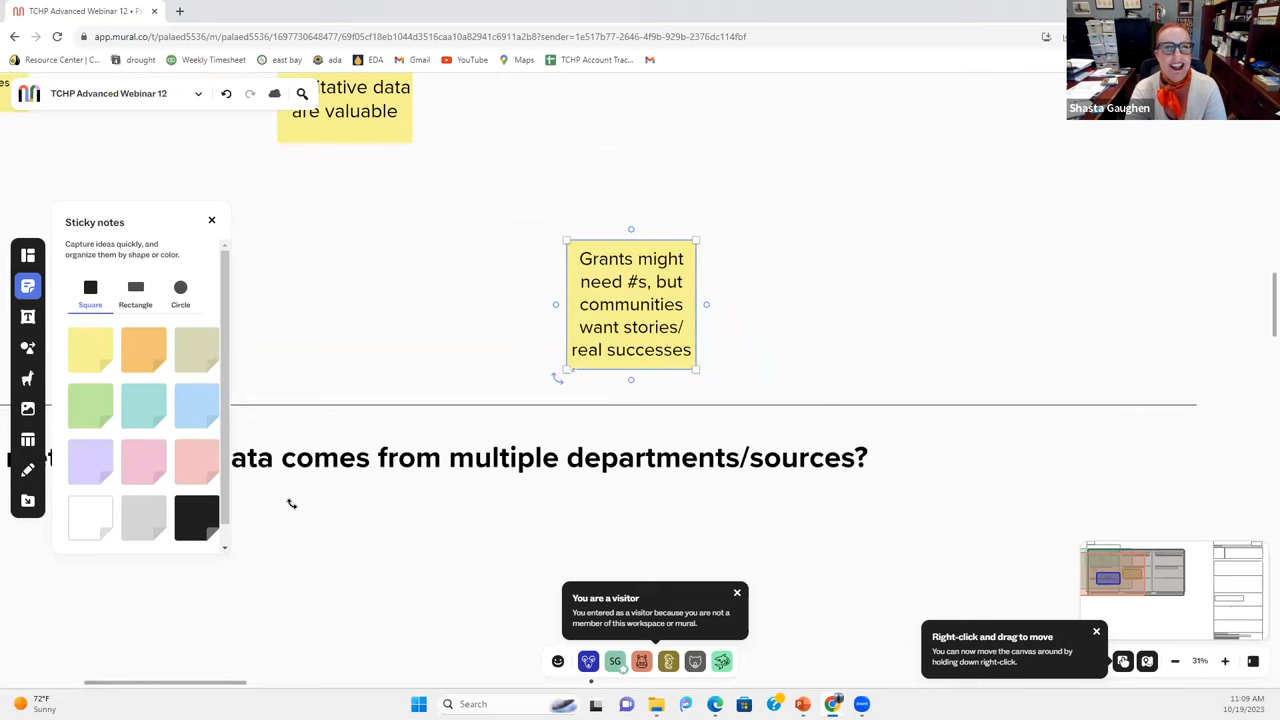 TCHP Advanced Webinar 12 • F
app.mural.co/t/palaed5536/m/palaed5536/1697730648477/69f05cf18eb1044d3516caa10a82841c6911a2b8?sender=1e517b77-2646-4f9b-929b-2376dc114fbf
Resource Center | C...
drought
Weekly Timesheet
east bay
ada
EDA
Gmail
YouTube
Maps
TCHP Account Trac...
Shasta Gaughen
TCHP Advanced Webinar 12
itative data
are valuable
Sticky notes
Capture ideas quickly, and
organize them by shape or color.
Square
Rectangle
Circle
Grants might
need #s, but
communities
want stories/
real successes
ata comes from multiple departments/sources?
You are a visitor
You entered as a visitor because you are not a
member of this workspace or mural.
Right-click and drag to move
You can now move the canvas around by
holding down right-click.
SG
31%
72°F
Sunny
Search
11:09 AM
10/19/2023